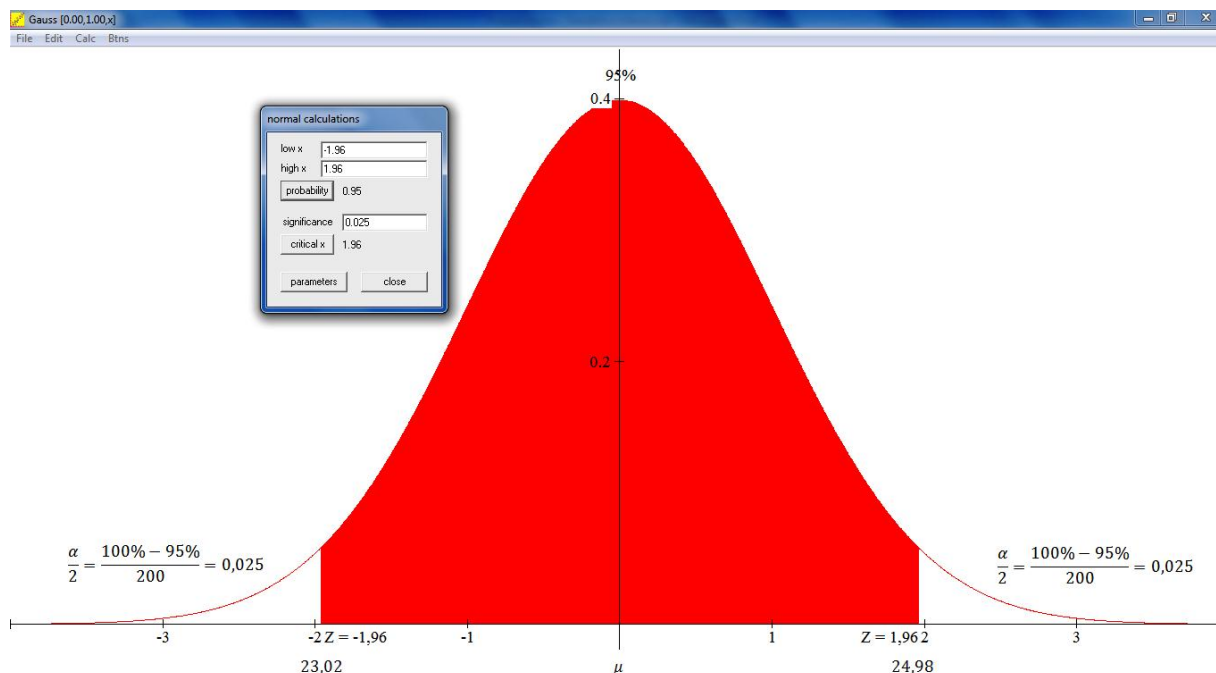 Gauss [0.00,1.00,x]
File Edit Calc Btns
95%
0.4
normal calculations
low x -1.96
high x 1.96
probability 0.95
significance 0.025
critical x 1.96
parameters close
0.2
α/2 = (100% − 95%)/200 = 0,025
α/2 = (100% − 95%)/200 = 0,025
-3 -2 Z = -1,96 -1 1 Z = 1,96 2 3
23,02 μ 24,98